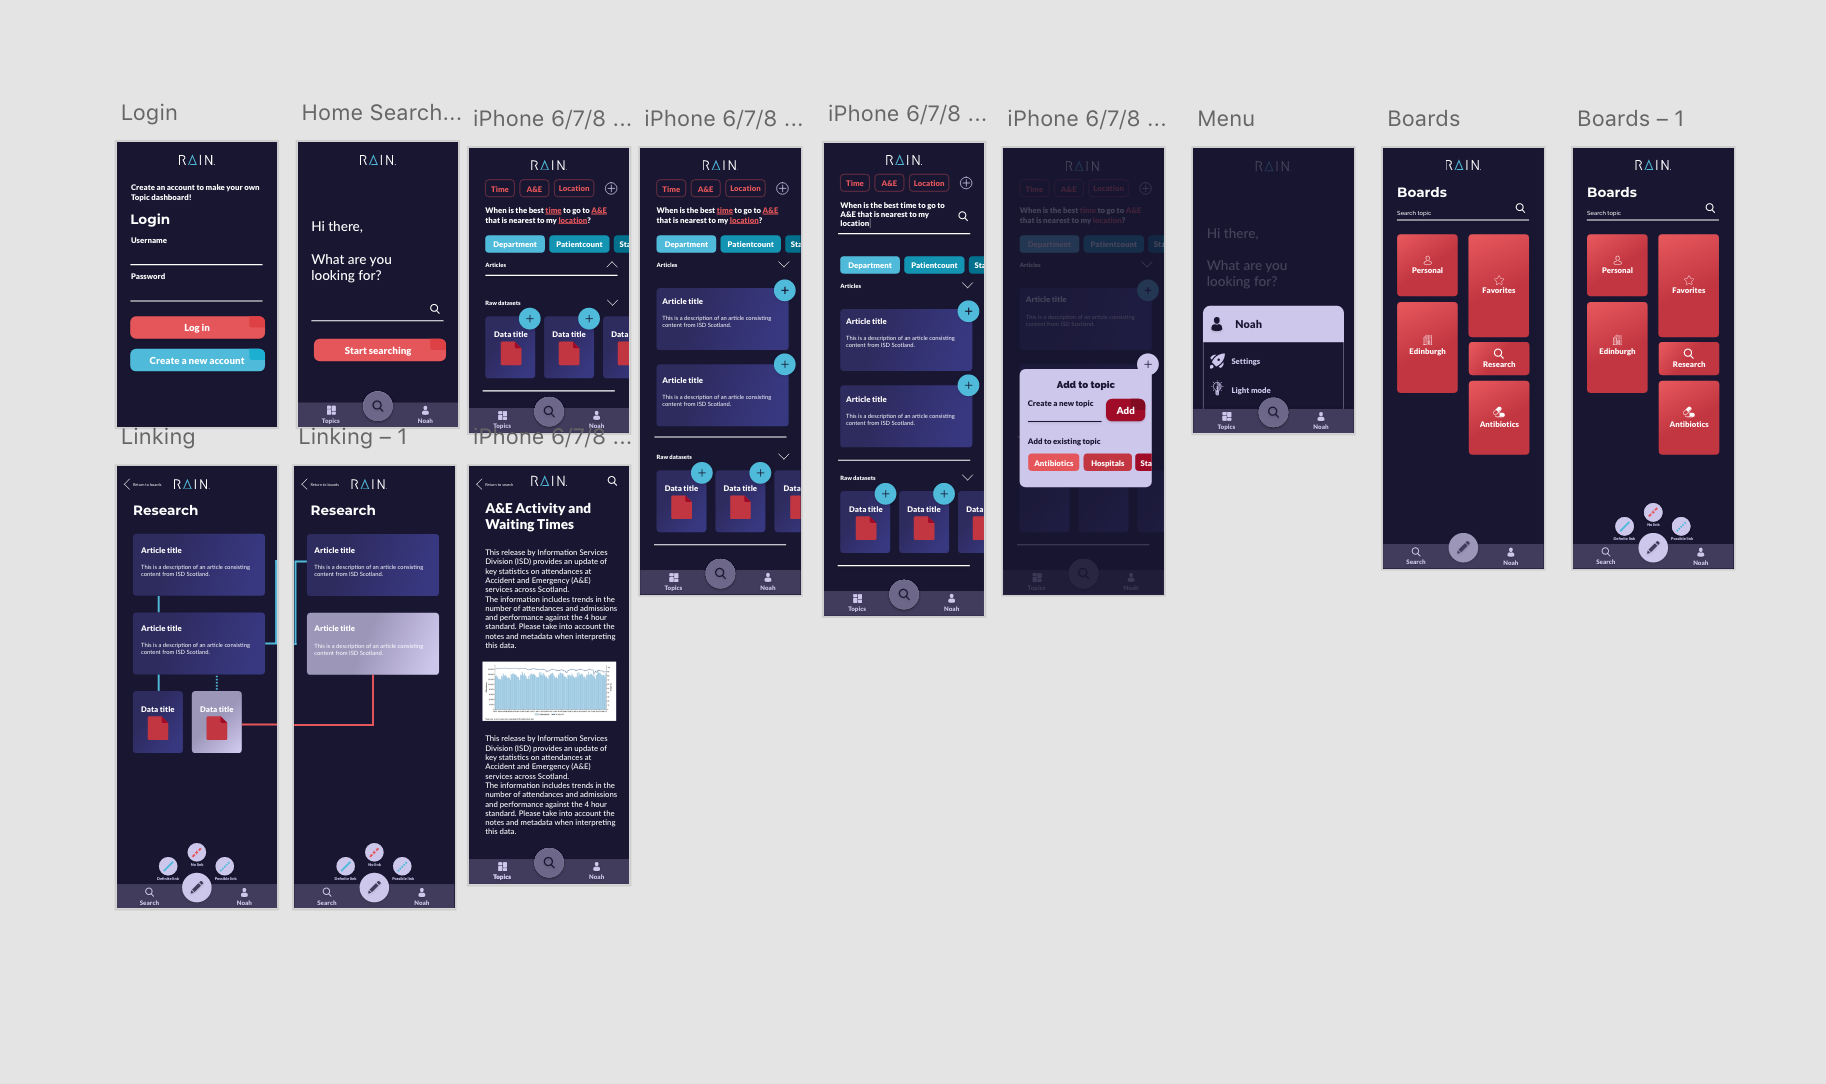 Login
Home Search...
iPhone 6/7/8 ...
iPhone 6/7/8 ...
iPhone 6/7/8 ...
iPhone 6/7/8 ...
Menu
Boards
Boards – 1
RAIN.
Create an account to make your own
Topic dashboard!
Login
Username
Password
Log in
Create a new account
RAIN.
Hi there,
What are you
looking for?
Start searching
Topics
Noah
RAIN.
Time
A&E
Location
When is the best time to go to A&E
that is nearest to my location?
Department
Patientcount
Sta
Articles
Raw datasets
Data title
Data title
Data
Topics
Noah
RAIN.
Time
A&E
Location
When is the best time to go to A&E
that is nearest to my location?
Department
Patientcount
Sta
Articles
Article title
This is a description of an article consisting
content from ISD Scotland.
Article title
This is a description of an article consisting
content from ISD Scotland.
Raw datasets
Data title
Data title
Data
Topics
Noah
RAIN.
Time
A&E
Location
When is the best time to go to
A&E that is nearest to my
location
Department
Patientcount
Sta
Articles
Article title
This is a description of an article consisting
content from ISD Scotland.
Article title
This is a description of an article consisting
content from ISD Scotland.
Raw datasets
Data title
Data title
Data
Topics
Noah
RAIN.
Time
A&E
Location
When is the best time to go to A&E
that is nearest to my location?
Department
Patientcount
Sta
Articles
Article title
This is a description of an article consisting
content from ISD Scotland.
Add to topic
Create a new topic
Add
Add to existing topic
Antibiotics
Hospitals
Sta
Topics
Noah
RAIN.
Hi there,
What are you
looking for?
Noah
Settings
Light mode
Topics
Noah
RAIN.
Boards
Search topic
Personal
Favorites
Edinburgh
Research
Antibiotics
Search
Noah
RAIN.
Boards
Search topic
Personal
Favorites
Edinburgh
Research
Antibiotics
No link
Definite link
Possible link
Search
Noah
Linking
Linking – 1
iPhone 6/7/8 ...
Return to boards
RAIN.
Research
Article title
This is a description of an article consisting
content from ISD Scotland.
Article title
This is a description of an article consisting
content from ISD Scotland.
Data title
Data title
No link
Definite link
Possible link
Search
Noah
Return to boards
RAIN.
Research
Article title
This is a description of an article consisting
content from ISD Scotland.
Article title
This is a description of an article consisting
content from ISD Scotland.
No link
Definite link
Possible link
Search
Noah
Return to search
RAIN.
A&E Activity and
Waiting Times
This release by Information Services
Division (ISD) provides an update of
key statistics on attendances at
Accident and Emergency (A&E)
services across Scotland.
The information includes trends in the
number of attendances and admissions
and performance against the 4 hour
standard. Please take into account the
notes and metadata when interpreting
this data.
This release by Information Services
Division (ISD) provides an update of
key statistics on attendances at
Accident and Emergency (A&E)
services across Scotland.
The information includes trends in the
number of attendances and admissions
and performance against the 4 hour
standard. Please take into account the
notes and metadata when interpreting
this data.
Topics
Noah